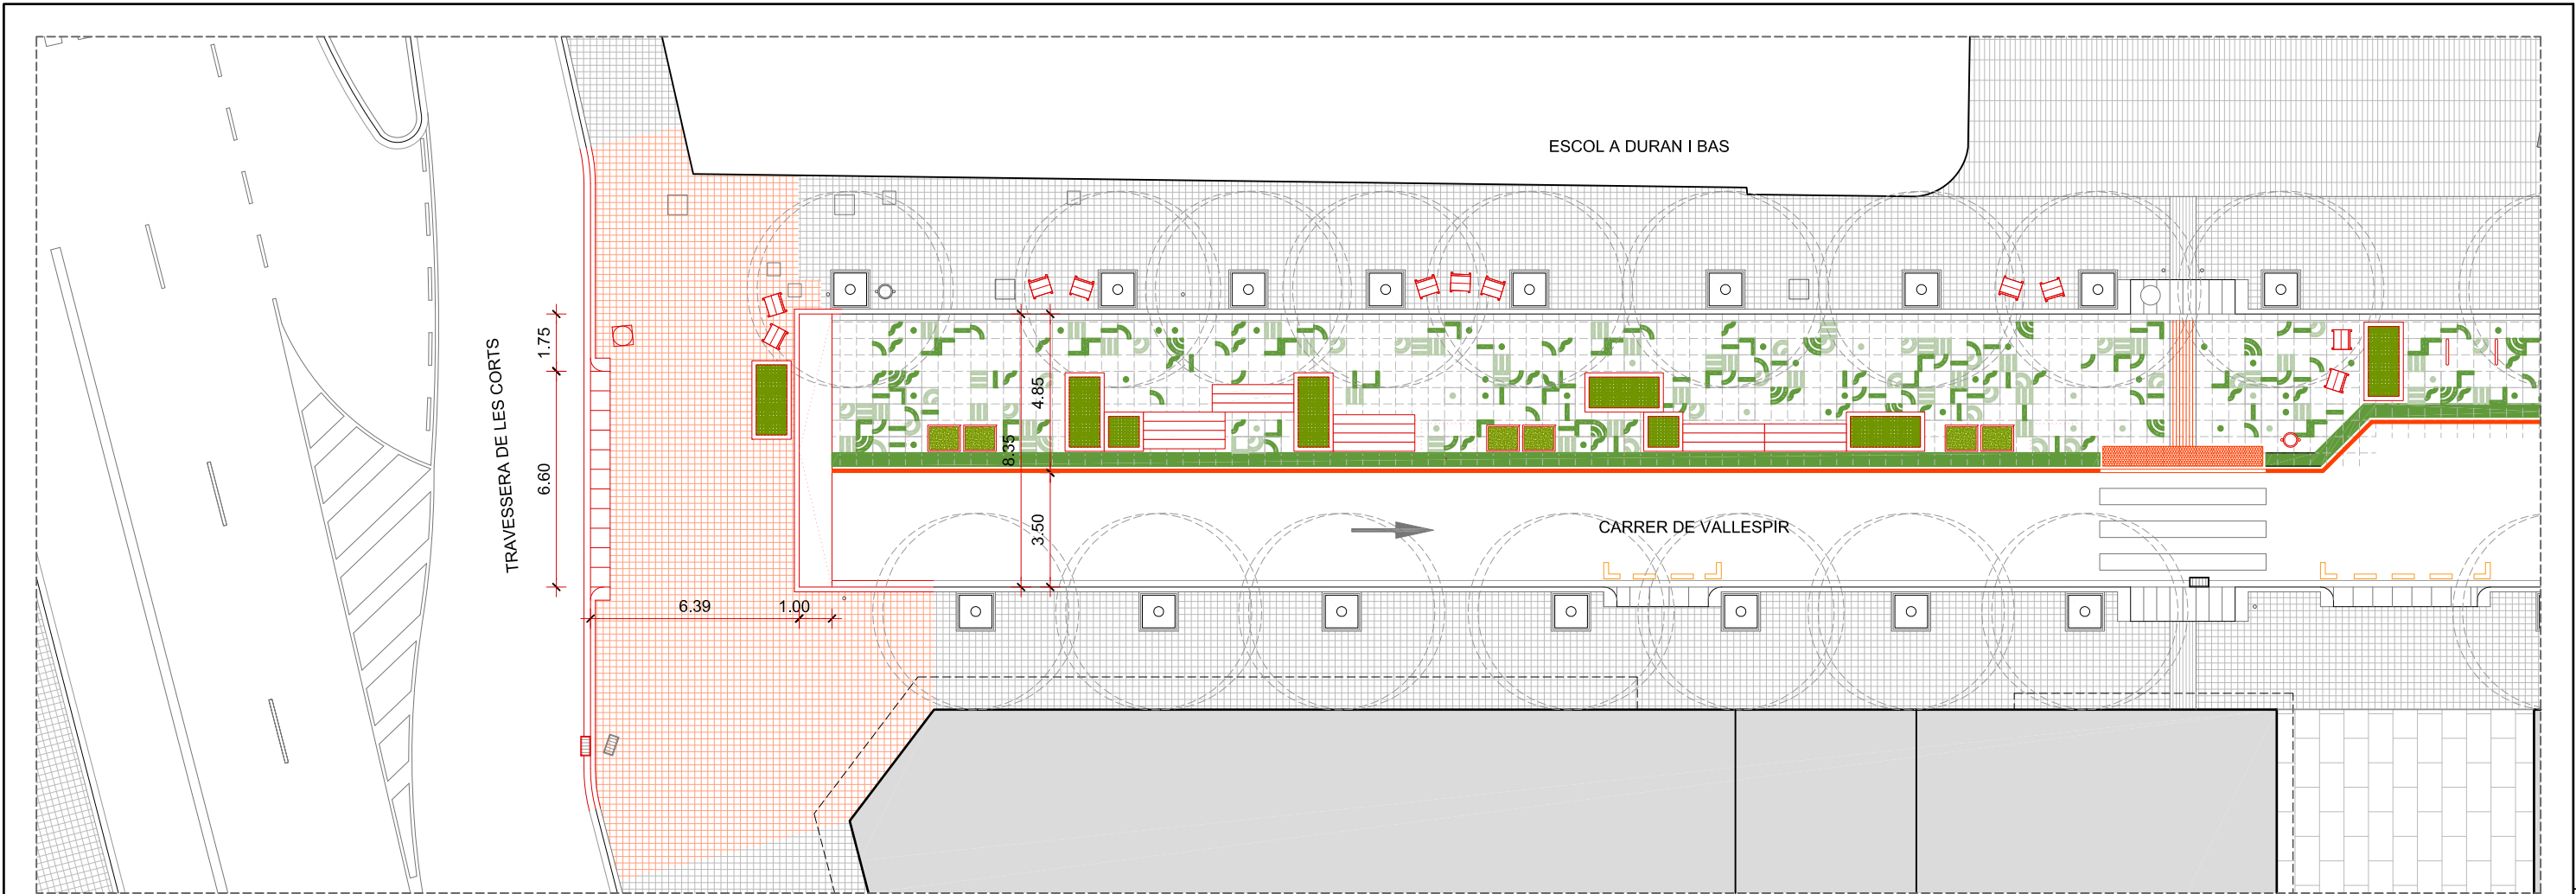 ESCOL A DURAN I BAS
TRAVESSERA DE LES CORTS
1.75
6.60
4.85
8.35
3.50
CARRER DE VALLESPIR
6.39
1.00